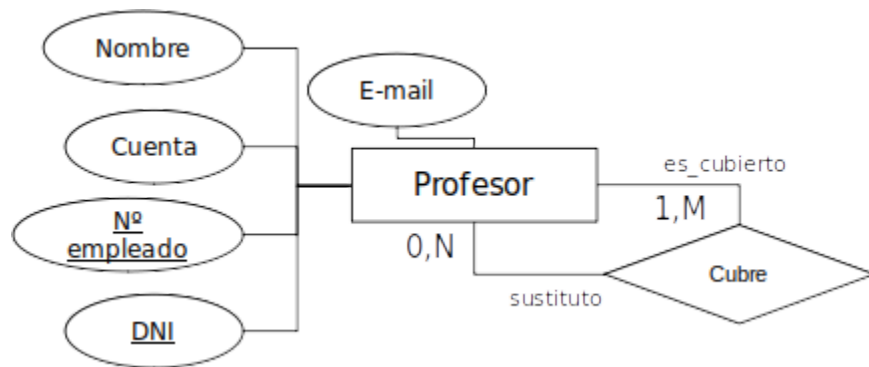 Nombre
E-mail
Cuenta
Profesor
es_cubierto
1,M
Nº
empleado
0,N
Cubre
sustituto
DNI